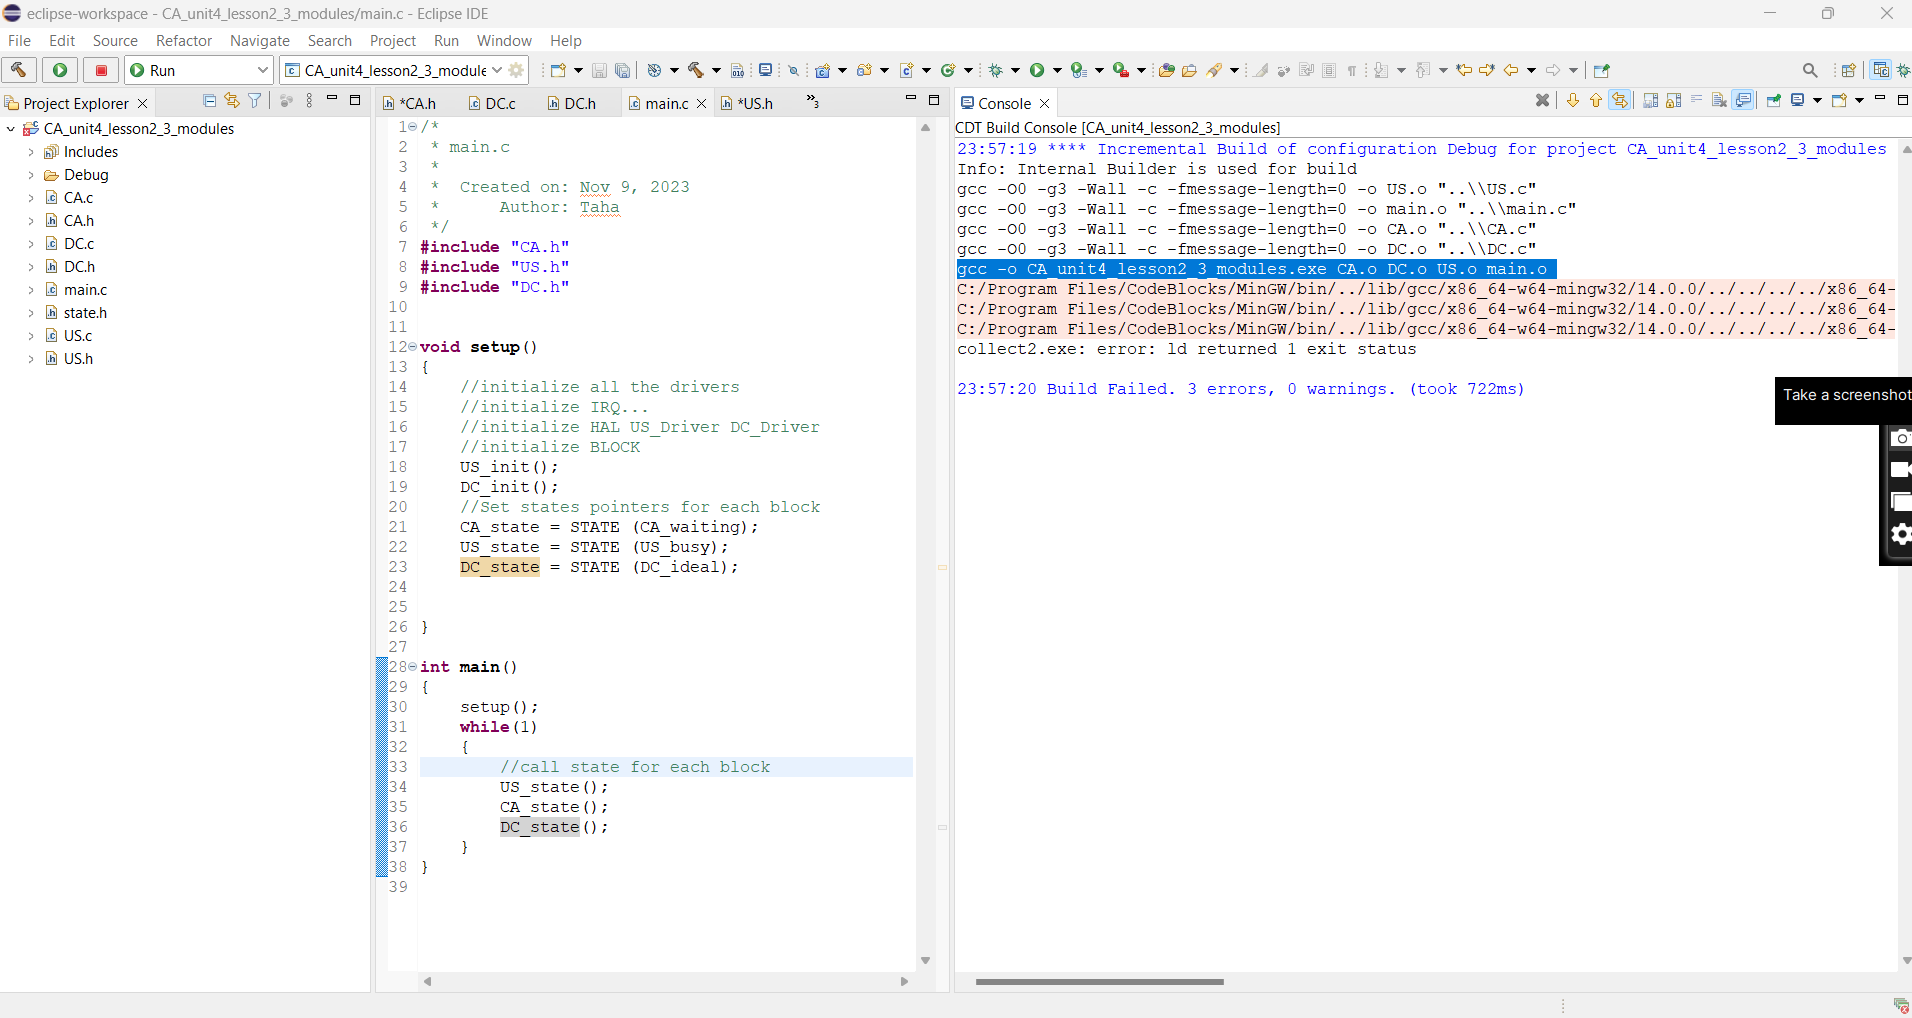 eclipse-workspace - CA_unit4_lesson2_3_modules/main.c - Eclipse IDE
File Edit Source Refactor Navigate Search Project Run Window Help
Run CA_unit4_lesson2_3_module
Project Explorer
CA_unit4_lesson2_3_modules
Includes
Debug
CA.c
CA.h
DC.c
DC.h
main.c
state.h
US.c
US.h
*CA.h DC.c DC.h main.c *US.h »3
1 /*
2 * main.c
3 *
4 * Created on: Nov 9, 2023
5 * Author: Taha
6 */
7 #include "CA.h"
8 #include "US.h"
9 #include "DC.h"
10
11
12 void setup()
13 {
14 //initialize all the drivers
15 //initialize IRQ...
16 //initialize HAL US_Driver DC_Driver
17 //initialize BLOCK
18 US_init();
19 DC_init();
20 //Set states pointers for each block
21 CA_state = STATE (CA_waiting);
22 US_state = STATE (US_busy);
23 DC_state = STATE (DC_ideal);
24
25
26 }
27
28 int main()
29 {
30 setup();
31 while(1)
32 {
33 //call state for each block
34 US_state();
35 CA_state();
36 DC_state();
37 }
38 }
39
Console
CDT Build Console [CA_unit4_lesson2_3_modules]
23:57:19 **** Incremental Build of configuration Debug for project CA_unit4_lesson2_3_modules
Info: Internal Builder is used for build
gcc -O0 -g3 -Wall -c -fmessage-length=0 -o US.o "..\\US.c"
gcc -O0 -g3 -Wall -c -fmessage-length=0 -o main.o "..\\main.c"
gcc -O0 -g3 -Wall -c -fmessage-length=0 -o CA.o "..\\CA.c"
gcc -O0 -g3 -Wall -c -fmessage-length=0 -o DC.o "..\\DC.c"
gcc -o CA_unit4_lesson2_3_modules.exe CA.o DC.o US.o main.o
C:/Program Files/CodeBlocks/MinGW/bin/../lib/gcc/x86_64-w64-mingw32/14.0.0/../../../../x86_64-
C:/Program Files/CodeBlocks/MinGW/bin/../lib/gcc/x86_64-w64-mingw32/14.0.0/../../../../x86_64-
C:/Program Files/CodeBlocks/MinGW/bin/../lib/gcc/x86_64-w64-mingw32/14.0.0/../../../../x86_64-
collect2.exe: error: ld returned 1 exit status
23:57:20 Build Failed. 3 errors, 0 warnings. (took 722ms)
Take a screenshot